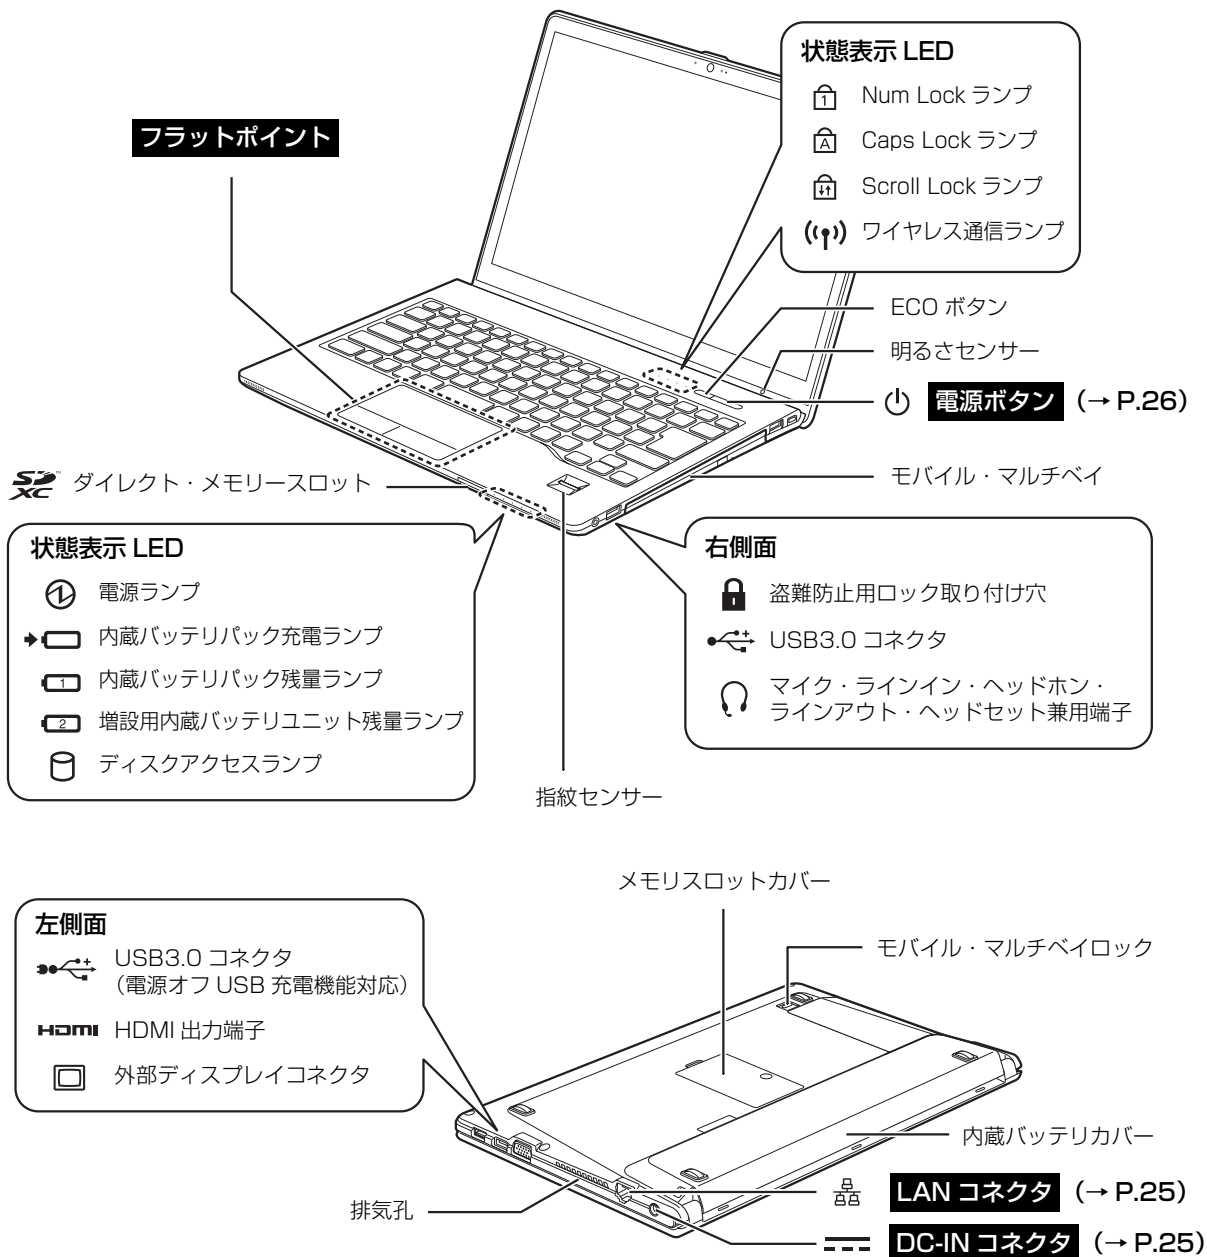 状態表示 LED
Num Lock ランプ
Caps Lock ランプ
Scroll Lock ランプ
ワイヤレス通信ランプ
フラットポイント
ECO ボタン
明るさセンサー
電源ボタン (→ P.26)
モバイル・マルチベイ
SD XC™ ダイレクト・メモリースロット
状態表示 LED
電源ランプ
内蔵バッテリパック充電ランプ
1 内蔵バッテリパック残量ランプ
2 増設用内蔵バッテリユニット残量ランプ
ディスクアクセスランプ
右側面
盗難防止用ロック取り付け穴
USB3.0 コネクタ
マイク・ラインイン・ヘッドホン・
ラインアウト・ヘッドセット兼用端子
指紋センサー
メモリスロットカバー
モバイル・マルチベイロック
左側面
USB3.0 コネクタ
（電源オフ USB 充電機能対応）
HDMI HDMI 出力端子
外部ディスプレイコネクタ
内蔵バッテリカバー
排気孔
LAN コネクタ (→ P.25)
DC-IN コネクタ (→ P.25)